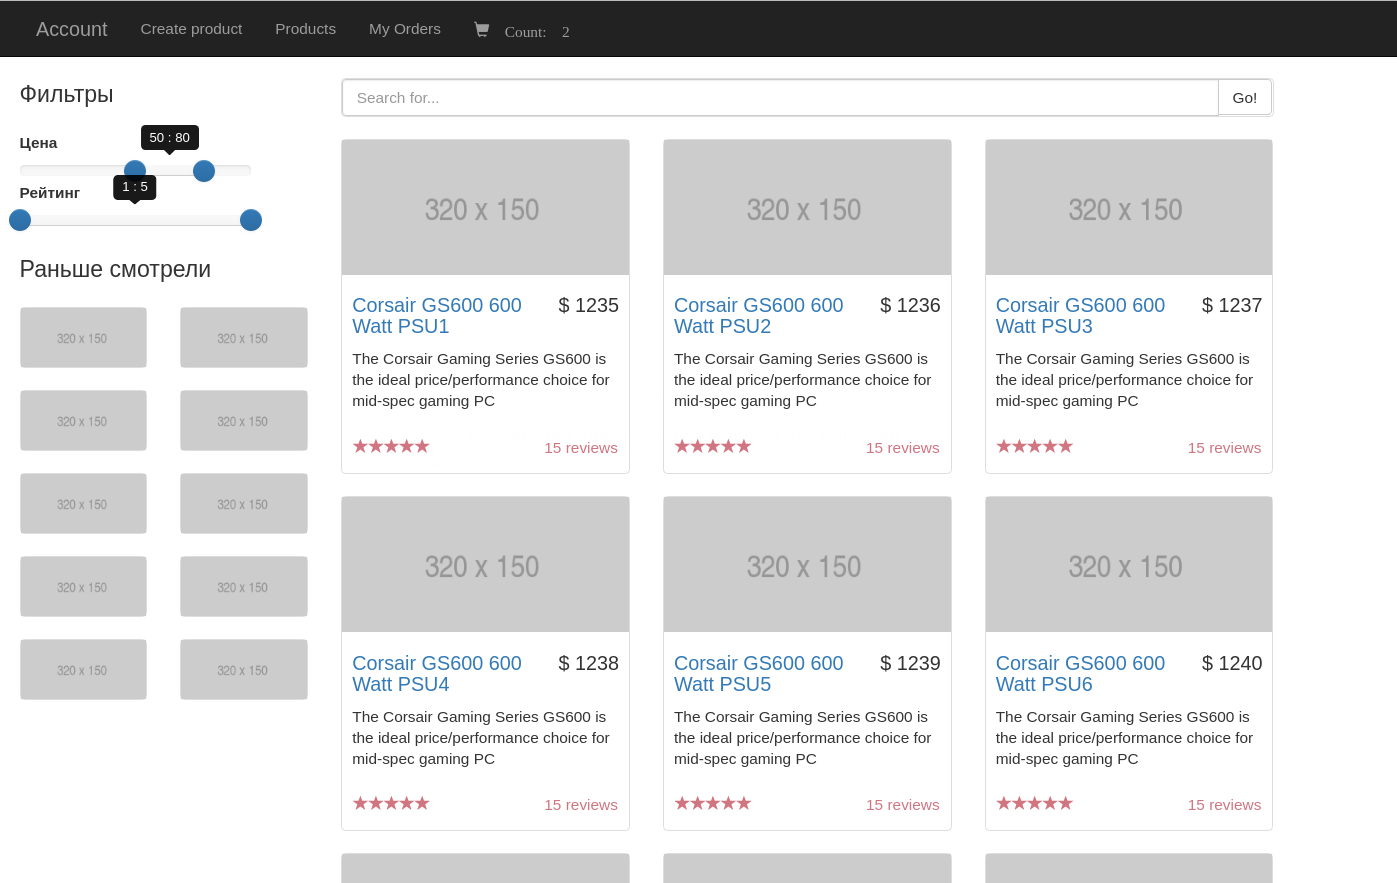 Account Create product Products My Orders Count: 2
Фильтры
Цена
50 : 80
Рейтинг
1 : 5
Раньше смотрели
320 x 150 320 x 150
320 x 150 320 x 150
320 x 150 320 x 150
320 x 150 320 x 150
320 x 150 320 x 150
Search for... Go!
320 x 150
Corsair GS600 600 $ 1235
Watt PSU1
The Corsair Gaming Series GS600 is
the ideal price/performance choice for
mid-spec gaming PC
★★★★★ 15 reviews
320 x 150
Corsair GS600 600 $ 1236
Watt PSU2
The Corsair Gaming Series GS600 is
the ideal price/performance choice for
mid-spec gaming PC
★★★★★ 15 reviews
320 x 150
Corsair GS600 600 $ 1237
Watt PSU3
The Corsair Gaming Series GS600 is
the ideal price/performance choice for
mid-spec gaming PC
★★★★★ 15 reviews
320 x 150
Corsair GS600 600 $ 1238
Watt PSU4
The Corsair Gaming Series GS600 is
the ideal price/performance choice for
mid-spec gaming PC
★★★★★ 15 reviews
320 x 150
Corsair GS600 600 $ 1239
Watt PSU5
The Corsair Gaming Series GS600 is
the ideal price/performance choice for
mid-spec gaming PC
★★★★★ 15 reviews
320 x 150
Corsair GS600 600 $ 1240
Watt PSU6
The Corsair Gaming Series GS600 is
the ideal price/performance choice for
mid-spec gaming PC
★★★★★ 15 reviews